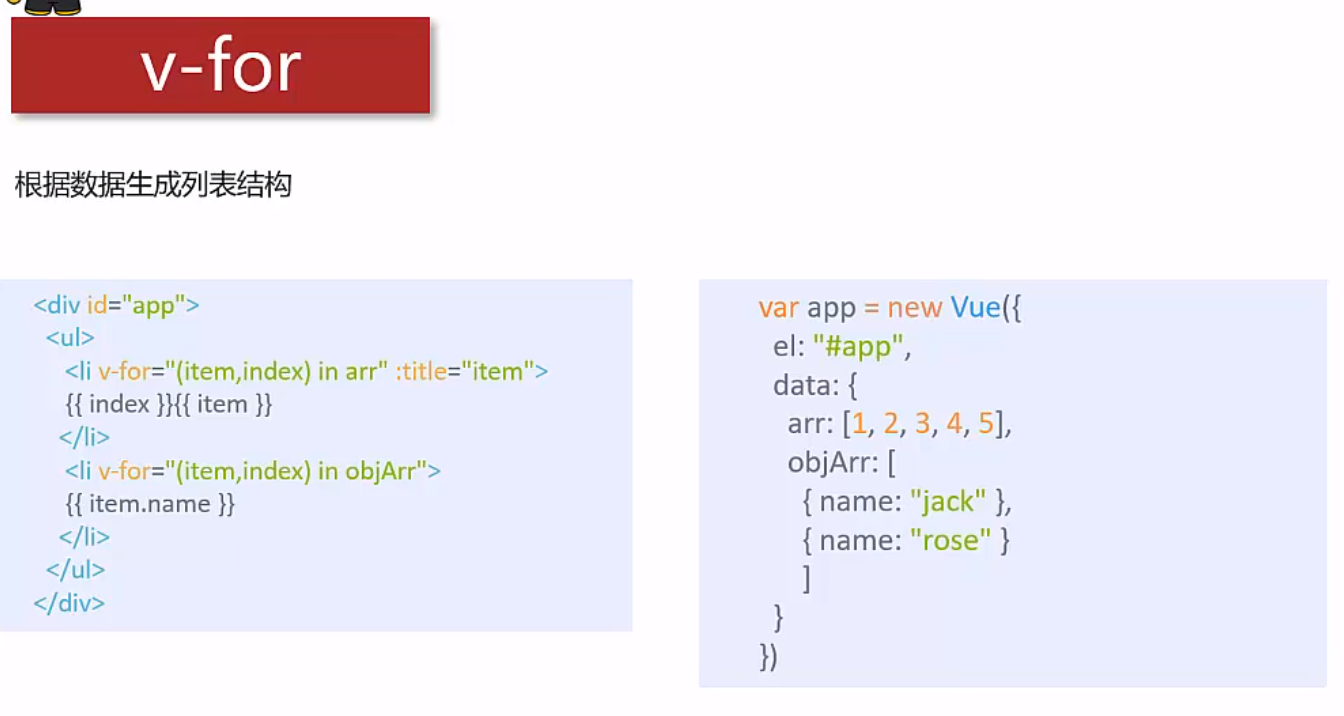 v-for
根据数据生成列表结构
<div id="app">
<ul>
<li v-for="(item,index) in arr" :title="item">
{{ index }}{{ item }}
</li>
<li v-for="(item,index) in objArr">
{{ item.name }}
</li>
</ul>
</div>
var app = new Vue({
el: "#app",
data: {
arr: [1, 2, 3, 4, 5],
objArr: [
{ name: "jack" },
{ name: "rose" }
]
}
})